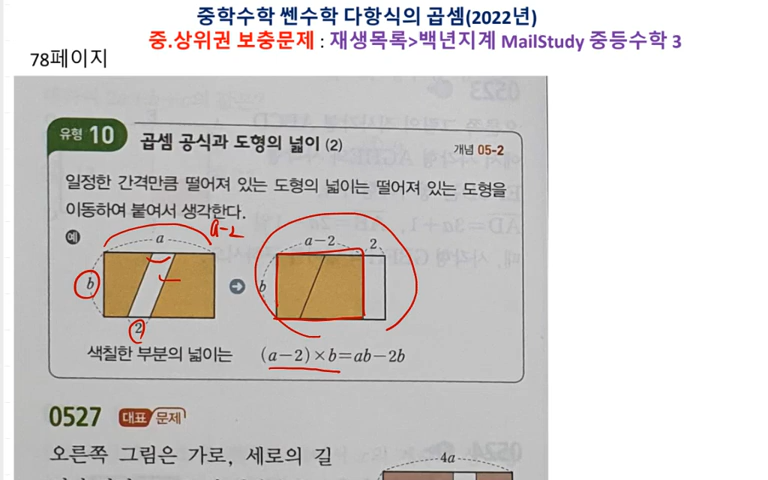 중학수학 쎈수학 다항식의 곱셈(2022년)
중.상위권 보충문제 : 재생목록>백년지계 MailStudy 중등수학 3
78페이지
유형 10 곱셈 공식과 도형의 넓이 (2) 개념 05-2
일정한 간격만큼 떨어져 있는 도형의 넓이는 떨어져 있는 도형을
이동하여 붙여서 생각한다.
a-2
예 a a-2 2
b b
2
색칠한 부분의 넓이는 (a-2)×b=ab-2b
0527 대표 문제
오른쪽 그림은 가로, 세로의 길
4a